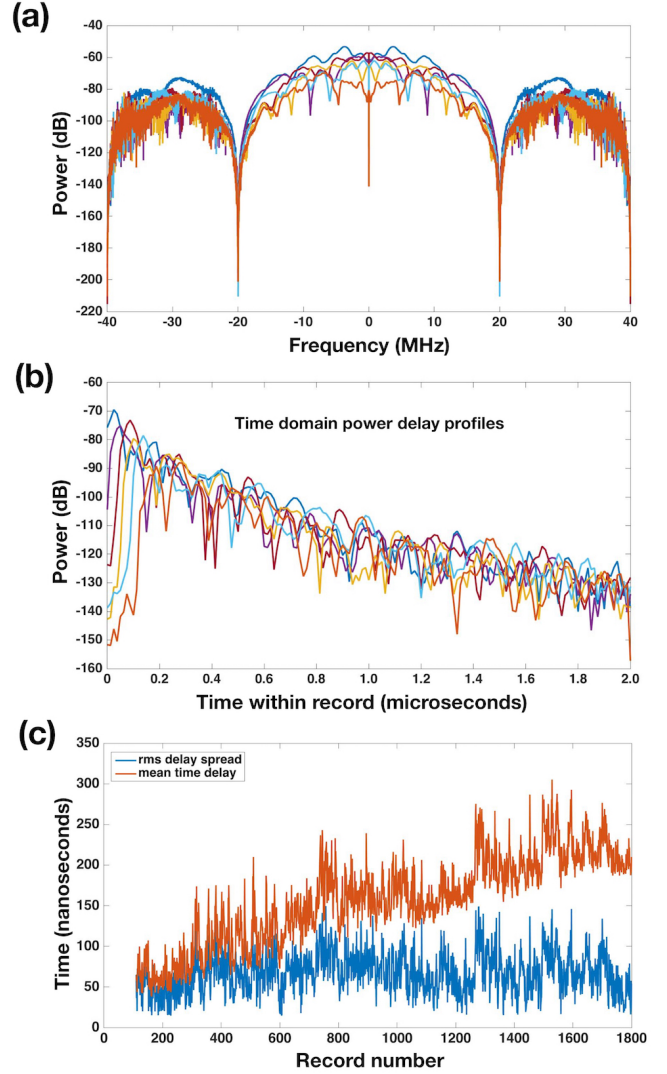 (a)
-40
-60
-80
-100
-120
-140
-160
-180
-200
-220
Power (dB)
-40 -30 -20 -10 0 10 20 30 40
Frequency (MHz)
(b)
-60
-70
-80
-90
-100
-110
-120
-130
-140
-150
-160
Power (dB)
Time domain power delay profiles
0 0.2 0.4 0.6 0.8 1.0 1.2 1.4 1.6 1.8 2.0
Time within record (microseconds)
(c)
350
300
250
200
150
100
50
0
Time (nanoseconds)
rms delay spread
mean time delay
0 200 400 600 800 1000 1200 1400 1600 1800
Record number